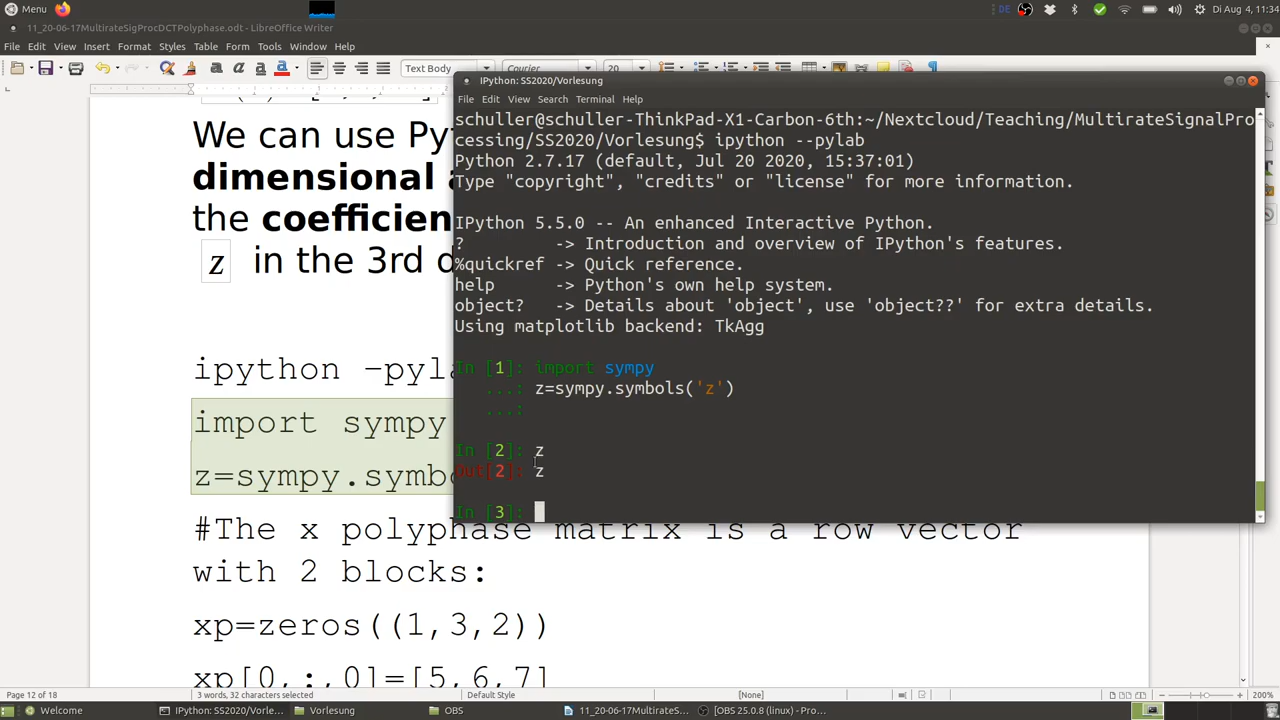 Menu
DE
Di Aug 4, 11:34
11_20-06-17MultirateSigProcDCTPolyphase.odt - LibreOffice Writer
File Edit View Insert Format Styles Table Form Tools Window Help
Text Body
Courier
20
We can use Pyt
dimensional a
the coefficien
z in the 3rd d
ipython -pyla
import sympy
z=sympy.symbo
#The x polyphase matrix is a row vector
with 2 blocks:
xp=zeros((1,3,2))
xp[0,:,0]=[5,6,7]
IPython: SS2020/Vorlesung
File Edit View Search Terminal Help
schuller@schuller-ThinkPad-X1-Carbon-6th:~/Nextcloud/Teaching/MultirateSignalPro
cessing/SS2020/Vorlesung$ ipython --pylab
Python 2.7.17 (default, Jul 20 2020, 15:37:01)
Type "copyright", "credits" or "license" for more information.
IPython 5.5.0 -- An enhanced Interactive Python.
? -> Introduction and overview of IPython's features.
%quickref -> Quick reference.
help -> Python's own help system.
object? -> Details about 'object', use 'object??' for extra details.
Using matplotlib backend: TkAgg
In [1]: import sympy
...: z=sympy.symbols('z')
...:
In [2]: z
Out[2]: z
In [3]:
Page 12 of 18
3 words, 32 characters selected
Default Style
[None]
200%
Welcome
IPython: SS2020/Vorle...
Vorlesung
OBS
11_20-06-17MultirateS...
[OBS 25.0.8 (linux) - Pro...